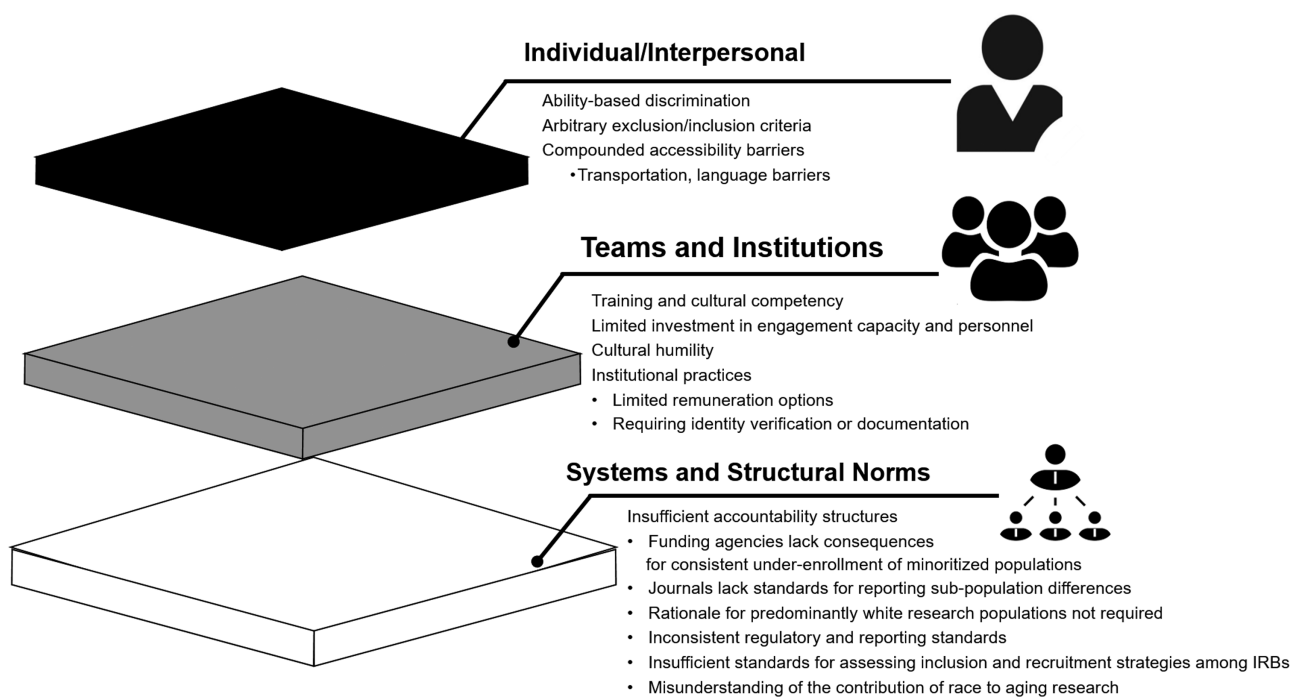 Individual/Interpersonal
Ability-based discrimination
Arbitrary exclusion/inclusion criteria
Compounded accessibility barriers
•Transportation, language barriers
Teams and Institutions
Training and cultural competency
Limited investment in engagement capacity and personnel
Cultural humility
Institutional practices
• Limited remuneration options
• Requiring identity verification or documentation
Systems and Structural Norms
Insufficient accountability structures
• Funding agencies lack consequences
for consistent under-enrollment of minoritized populations
• Journals lack standards for reporting sub-population differences
• Rationale for predominantly white research populations not required
• Inconsistent regulatory and reporting standards
• Insufficient standards for assessing inclusion and recruitment strategies among IRBs
• Misunderstanding of the contribution of race to aging research